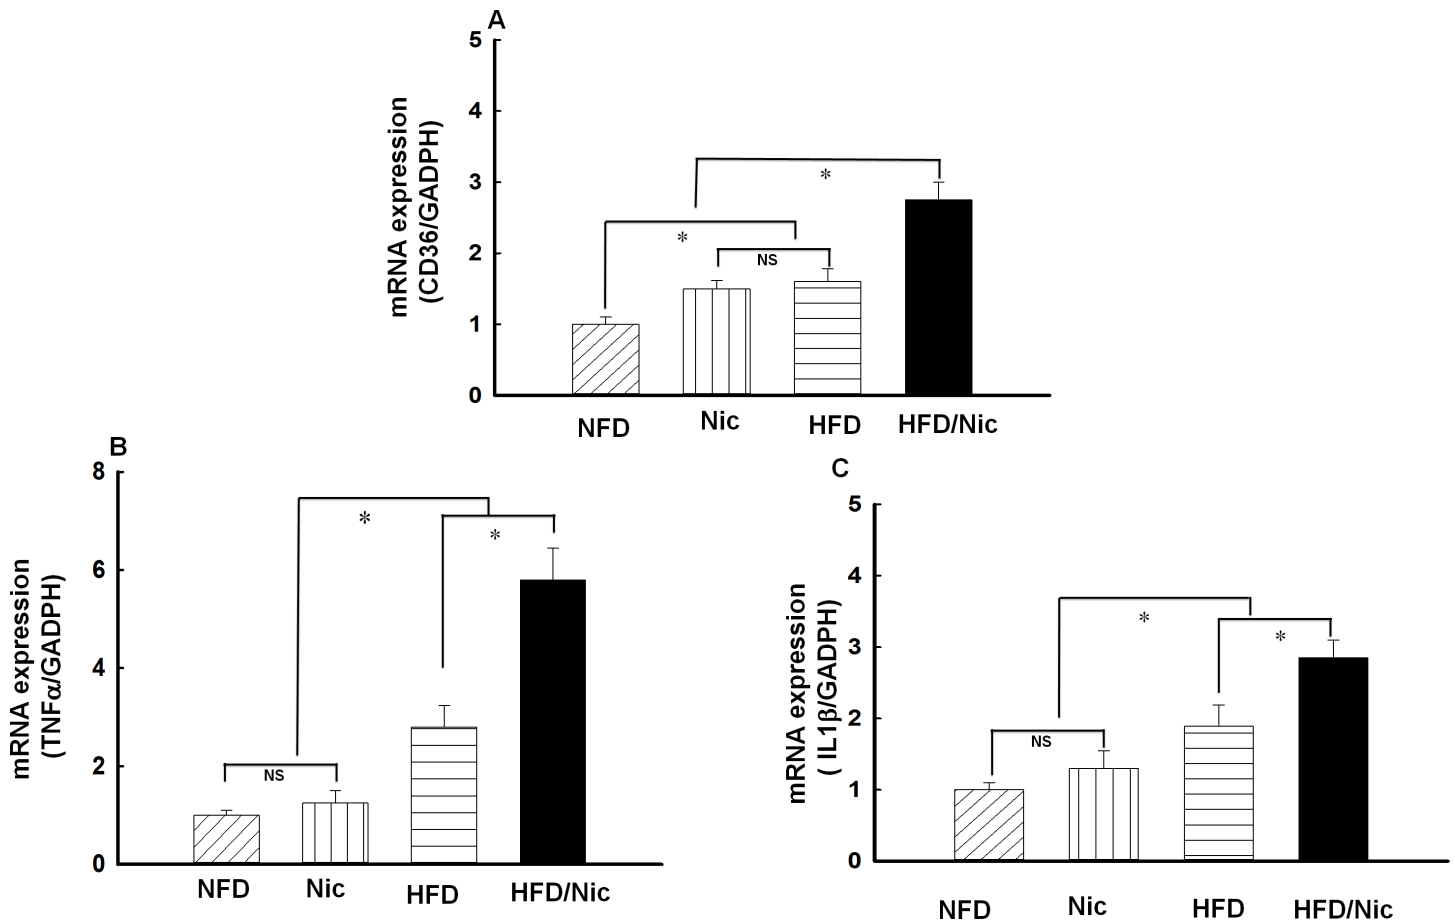 A
5
4
3
2
1
0
mRNA expression
(CD36/GADPH)
*
*
NS
NFD
Nic
HFD
HFD/Nic
B
8
6
4
2
0
mRNA expression
(TNFα/GADPH)
*
*
NS
NFD
Nic
HFD
HFD/Nic
C
5
4
3
2
1
0
mRNA expression
( IL1β/GADPH)
*
*
NS
NFD
Nic
HFD
HFD/Nic